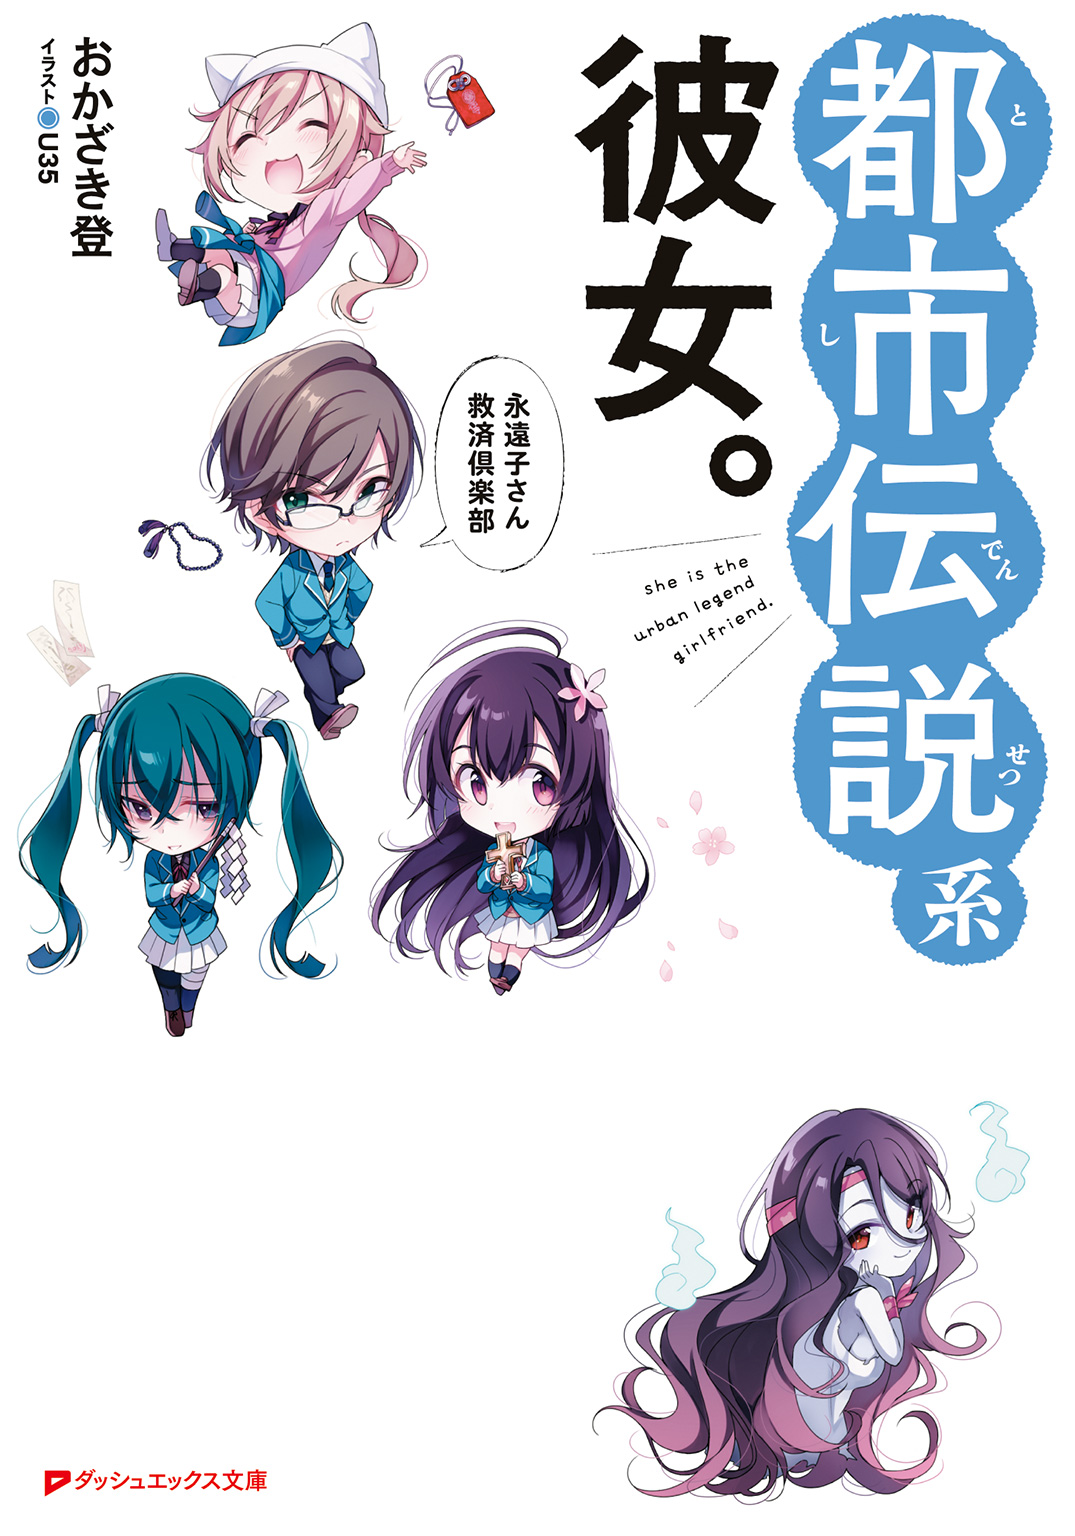 都市伝説系
としでんせつ
彼女。
she is the
urban legend
girlfriend.
永遠子さん
救済倶楽部
おかざき登
イラスト◎U35
ダッシュエックス文庫